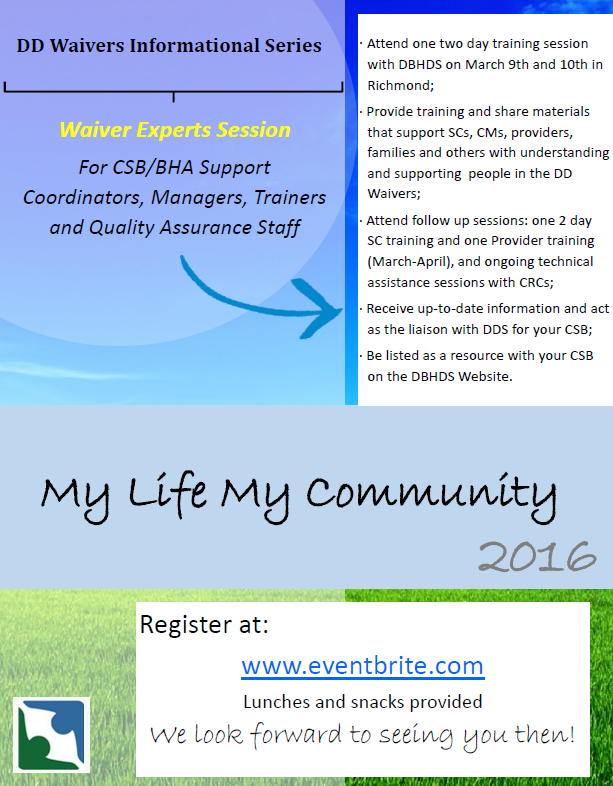 DD Waivers Informational Series
Waiver Experts Session
For CSB/BHA Support
Coordinators, Managers, Trainers
and Quality Assurance Staff
· Attend one two day training session
with DBHDS on March 9th and 10th in
Richmond;
· Provide training and share materials
that support SCs, CMs, providers,
families and others with understanding
and supporting people in the DD
Waivers;
· Attend follow up sessions: one 2 day
SC training and one Provider training
(March-April), and ongoing technical
assistance sessions with CRCs;
· Receive up-to-date information and act
as the liaison with DDS for your CSB;
· Be listed as a resource with your CSB
on the DBHDS Website.
My Life My Community
2016
Register at:
www.eventbrite.com
Lunches and snacks provided
We look forward to seeing you then!